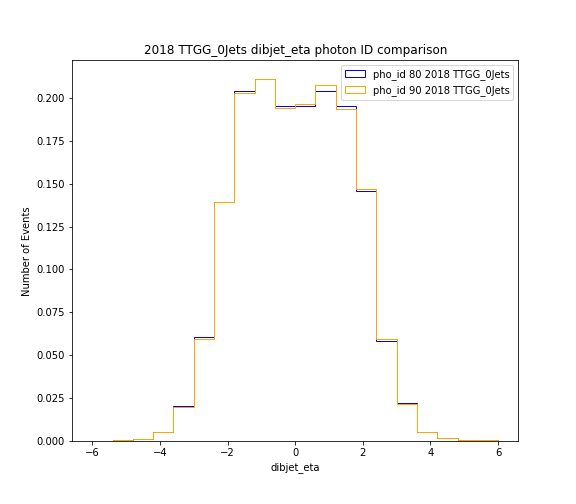 2018 TTGG_0Jets dibjet_eta photon ID comparison
pho_id 80 2018 TTGG_0Jets
pho_id 90 2018 TTGG_0Jets
Number of Events
0.200
0.175
0.150
0.125
0.100
0.075
0.050
0.025
0.000
−6 −4 −2 0 2 4 6
dibjet_eta